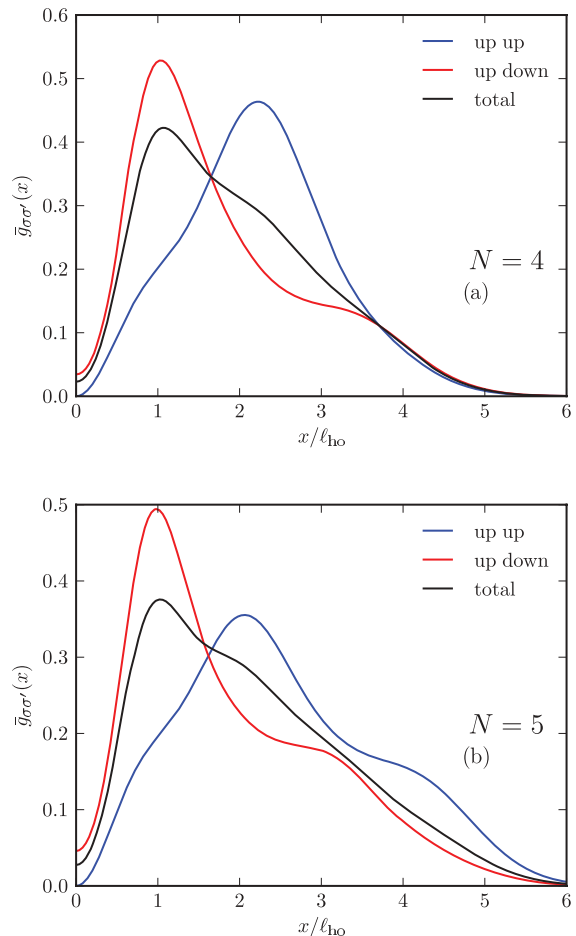 0.6
0.5
0.4
0.3
0.2
0.1
0.0
ḡσσ′(x)
up up
up down
total
N = 4
(a)
0 1 2 3 4 5 6
x/ℓho
0.5
0.4
0.3
0.2
0.1
0.0
ḡσσ′(x)
up up
up down
total
N = 5
(b)
0 1 2 3 4 5 6
x/ℓho